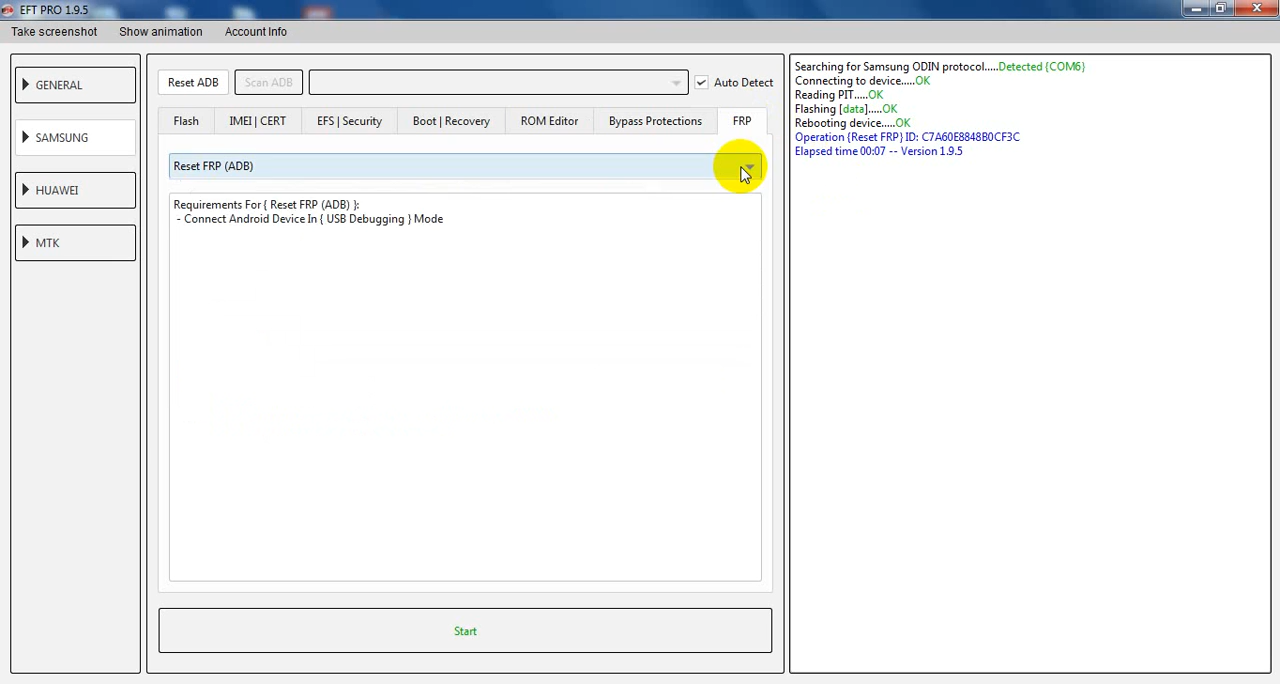 EFT PRO 1.9.5
Take screenshot Show animation Account Info
GENERAL
SAMSUNG
HUAWEI
MTK
Reset ADB Scan ADB Auto Detect
Flash IMEI | CERT EFS | Security Boot | Recovery ROM Editor Bypass Protections FRP
Reset FRP (ADB)
Requirements For { Reset FRP (ADB) }:
- Connect Android Device In { USB Debugging } Mode
Start
Searching for Samsung ODIN protocol.....Detected {COM6}
Connecting to device.....OK
Reading PIT.....OK
Flashing [data].....OK
Rebooting device.....OK
Operation {Reset FRP} ID: C7A60E8848B0CF3C
Elapsed time 00:07 -- Version 1.9.5